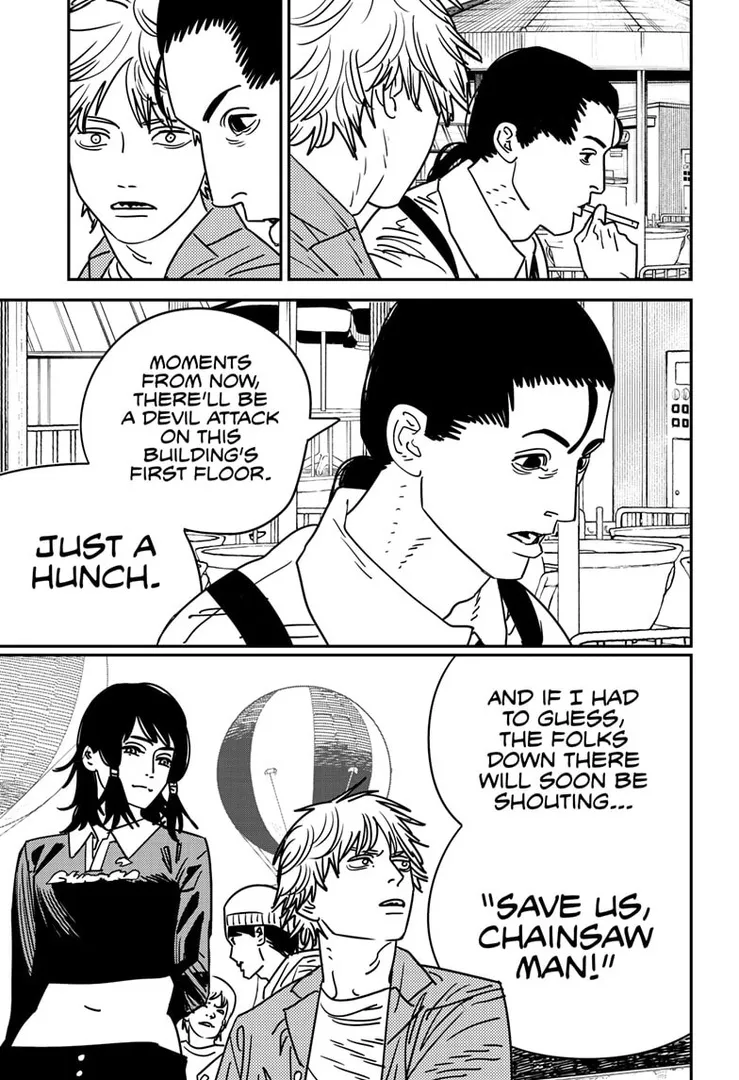 MOMENTS
FROM NOW,
THERE'LL BE
A DEVIL ATTACK
ON THIS
BUILDING'S
FIRST FLOOR.
JUST A
HUNCH.
AND IF I HAD
TO GUESS,
THE FOLKS
DOWN THERE
WILL SOON BE
SHOUTING...
"SAVE US,
CHAINSAW
MAN!"